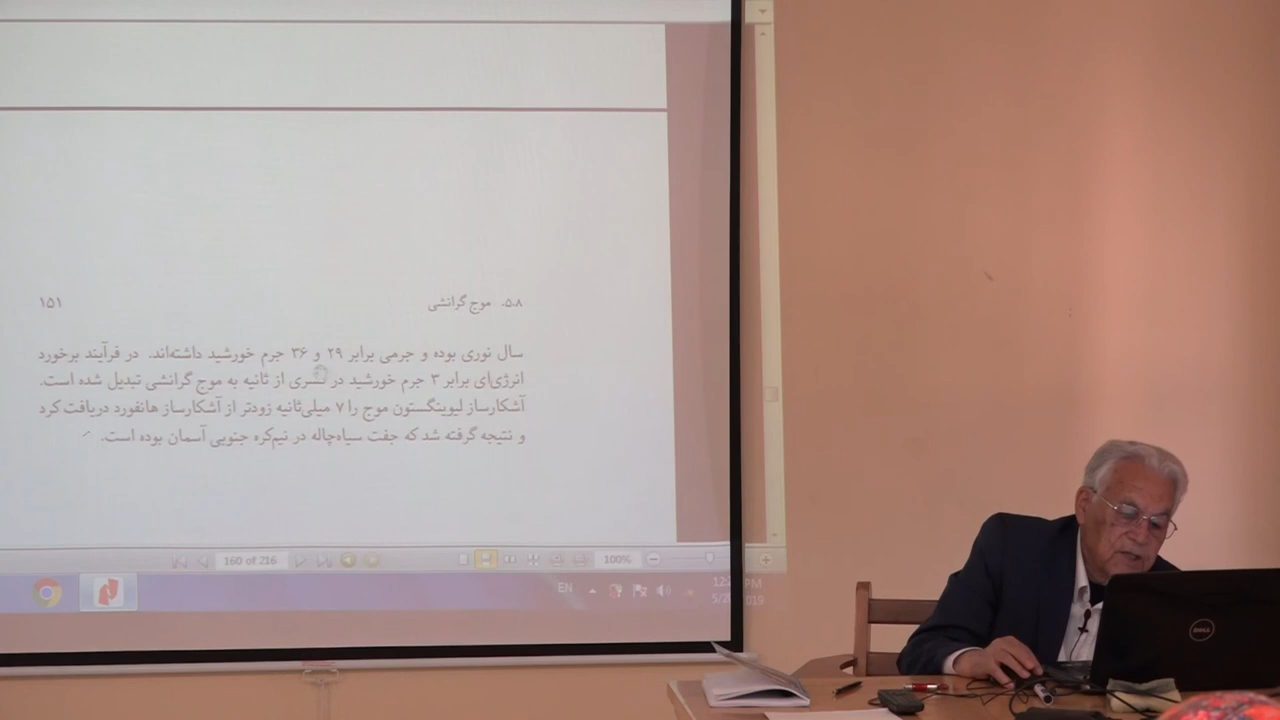 ۵.۸. موج گرانشی ۱۵۱
سال نوری بوده و جرمی برابر ۲۹ و ۳۶ جرم خورشید داشته‌اند. در فرآیند برخورد
انرژی‌ای برابر ۳ جرم خورشید در کسری از ثانیه به موج گرانشی تبدیل شده است.
آشکارساز لیوینگستون موج را ۷ میلی‌ثانیه زودتر از آشکارساز هانفورد دریافت کرد
و نتیجه گرفته شد که جفت سیاه‌چاله در نیم‌کره جنوبی آسمان بوده است.
160 of 216 100%
EN
DELL